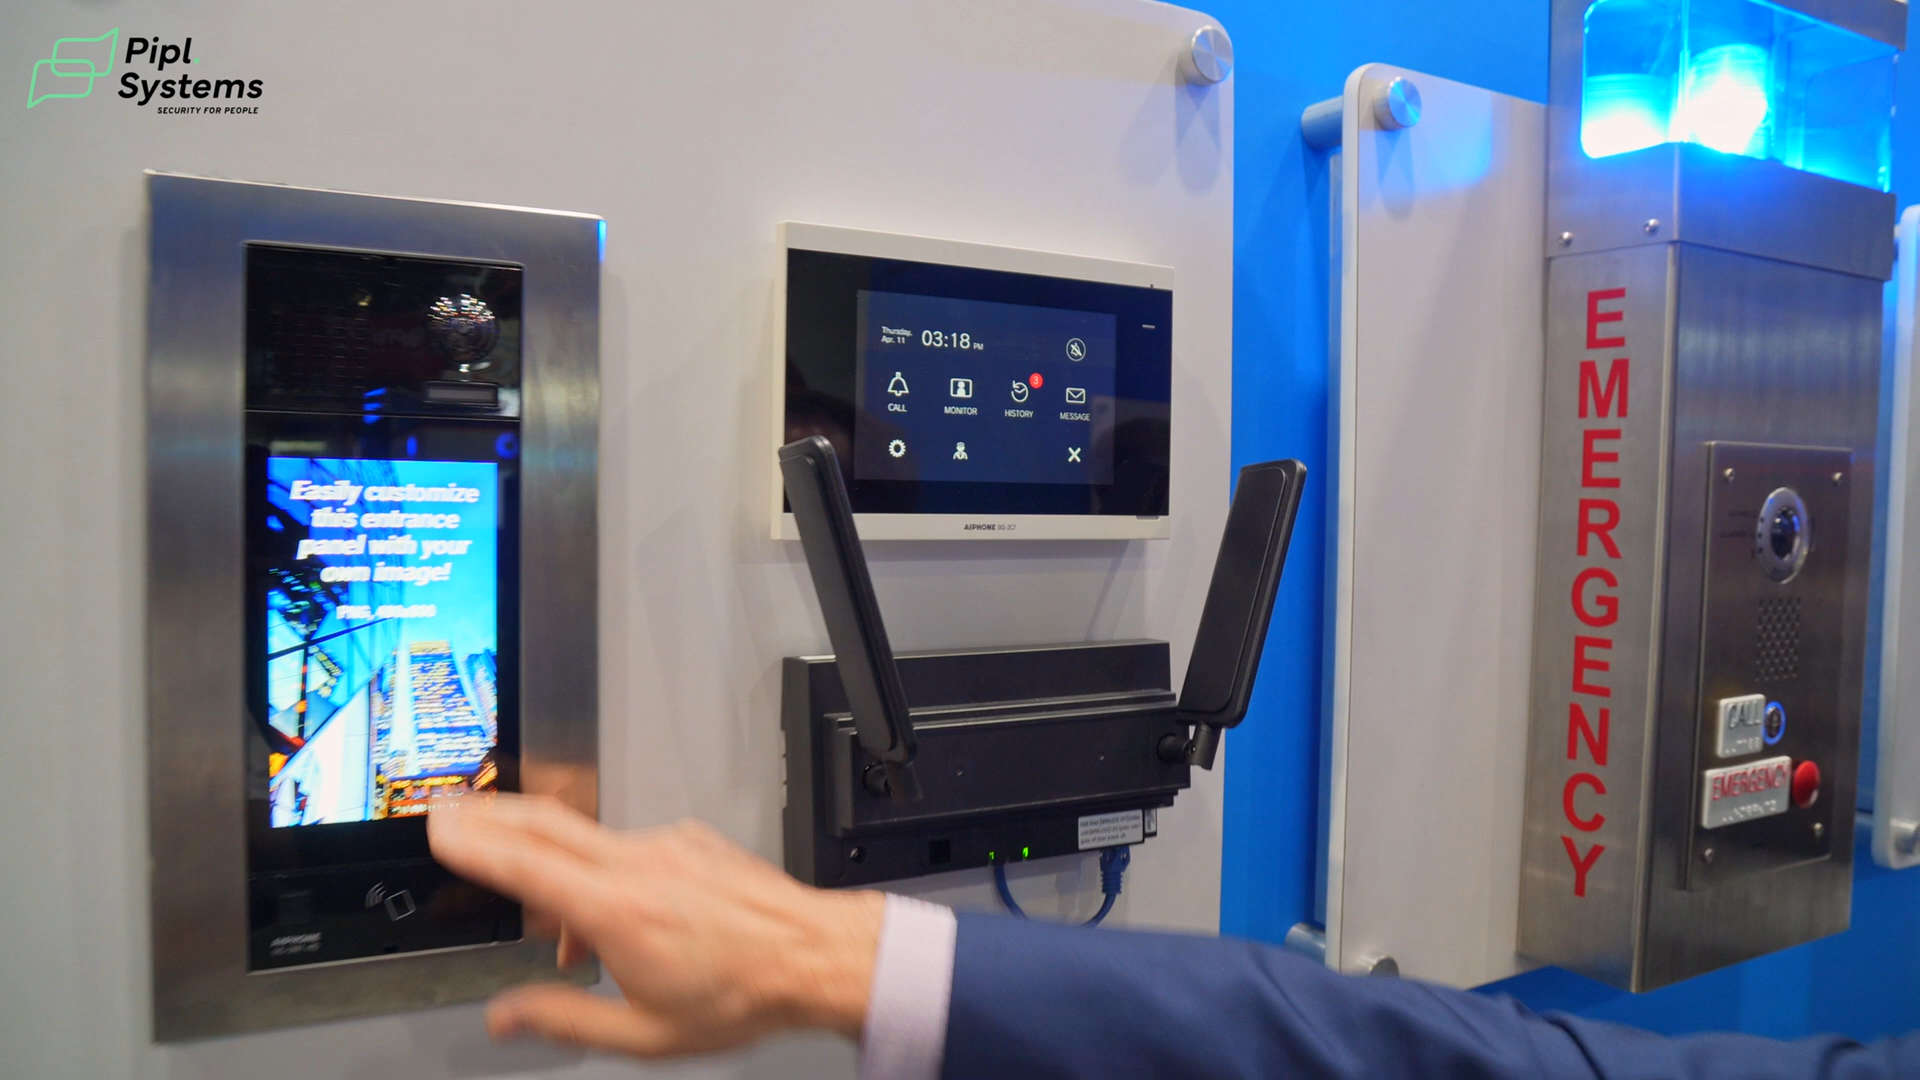 Pipl.
Systems
SECURITY FOR PEOPLE
Easily customize
this entrance
panel with your
own image!
AIPHONE
Thursday,
Apr. 11
03:18 PM
CALL
MONITOR
3
HISTORY
MESSAGE
AIPHONE
EMERGENCY
CALL
EMERGENCY